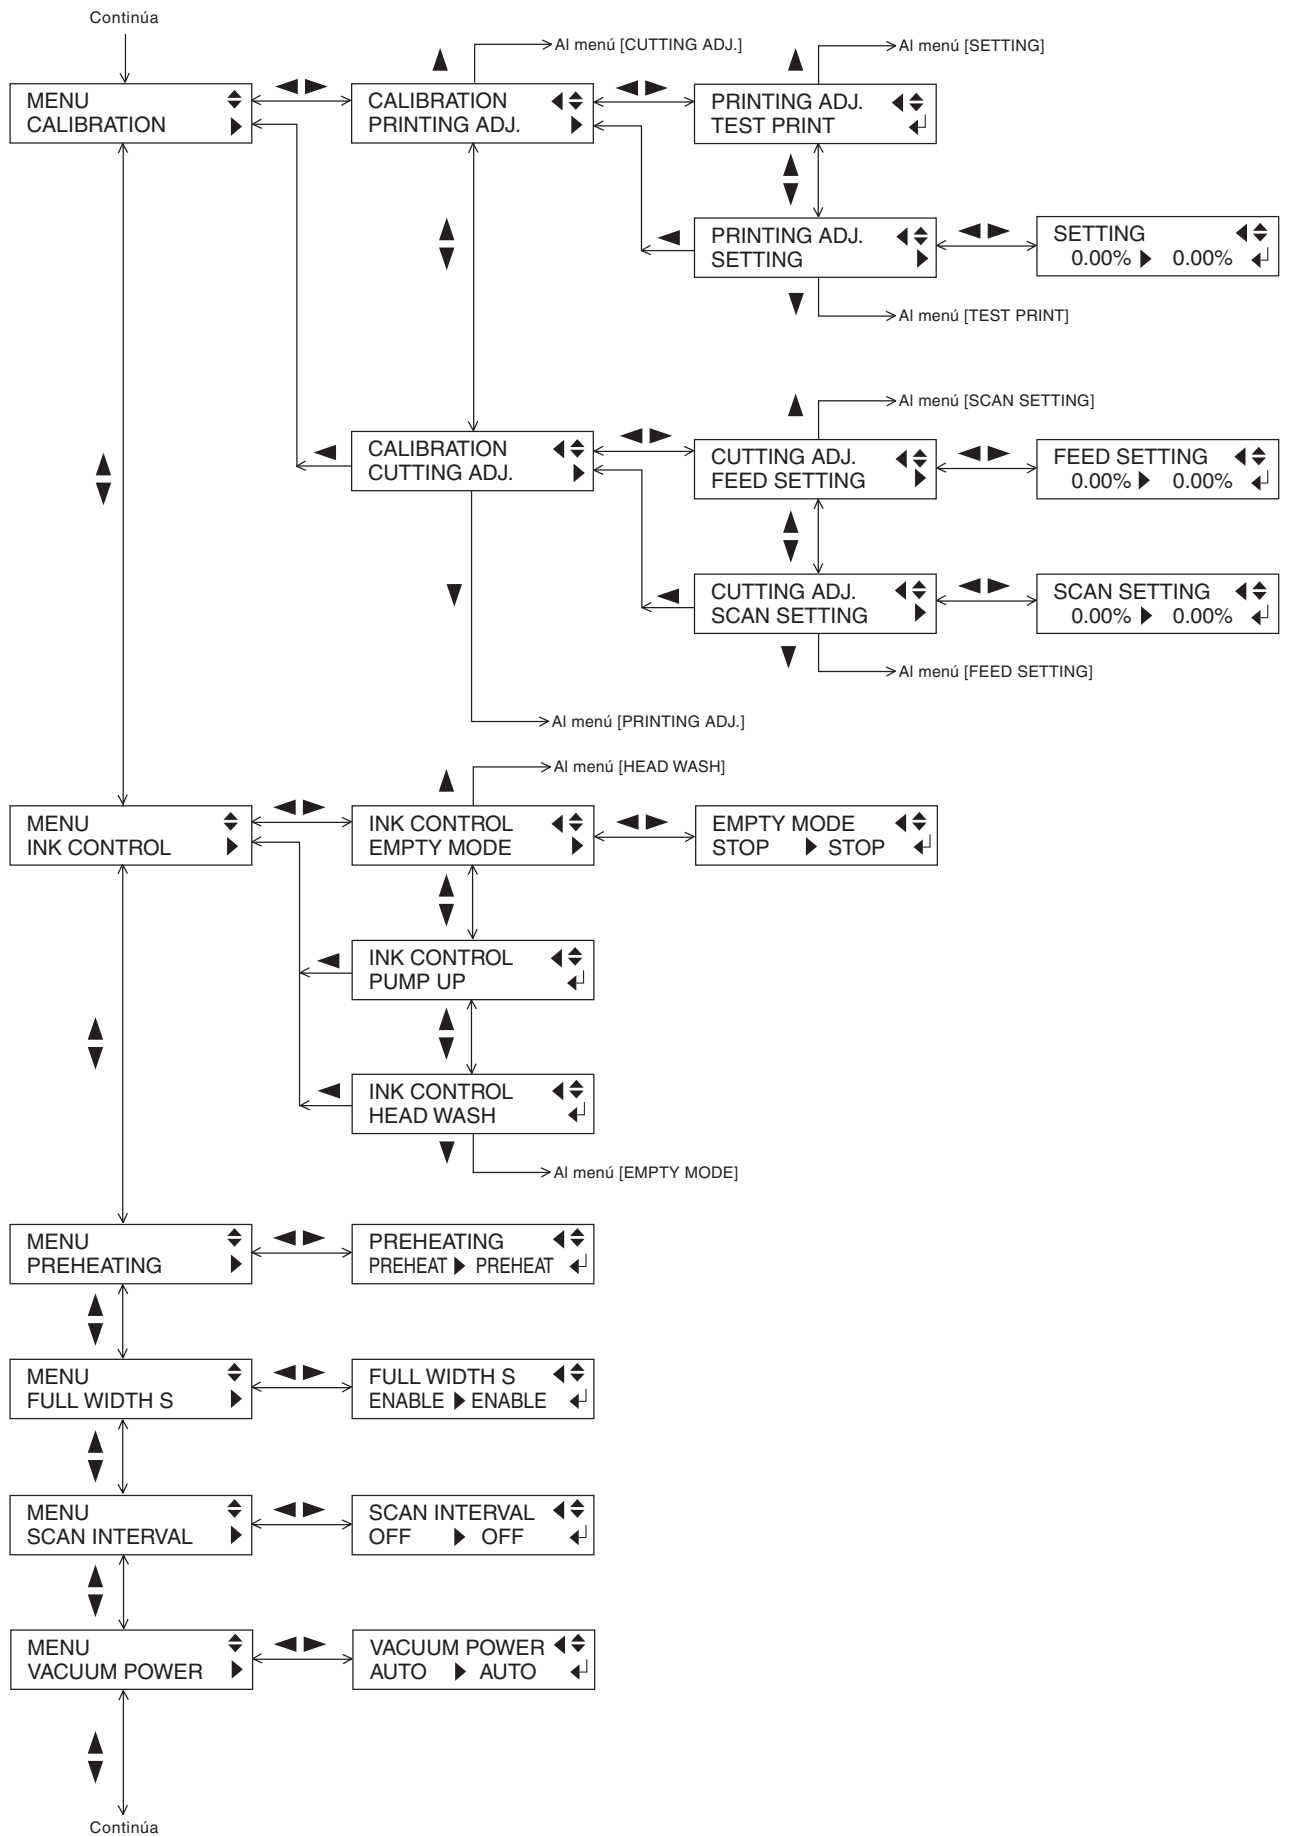 Continúa
Al menú [CUTTING ADJ.]
Al menú [SETTING]
MENU
CALIBRATION
CALIBRATION
PRINTING ADJ.
PRINTING ADJ.
TEST PRINT
PRINTING ADJ.
SETTING
SETTING
0.00% 0.00%
Al menú [TEST PRINT]
Al menú [SCAN SETTING]
CALIBRATION
CUTTING ADJ.
CUTTING ADJ.
FEED SETTING
FEED SETTING
0.00% 0.00%
CUTTING ADJ.
SCAN SETTING
SCAN SETTING
0.00% 0.00%
Al menú [FEED SETTING]
Al menú [PRINTING ADJ.]
Al menú [HEAD WASH]
MENU
INK CONTROL
INK CONTROL
EMPTY MODE
EMPTY MODE
STOP STOP
INK CONTROL
PUMP UP
INK CONTROL
HEAD WASH
Al menú [EMPTY MODE]
MENU
PREHEATING
PREHEATING
PREHEAT PREHEAT
MENU
FULL WIDTH S
FULL WIDTH S
ENABLE ENABLE
MENU
SCAN INTERVAL
SCAN INTERVAL
OFF OFF
MENU
VACUUM POWER
VACUUM POWER
AUTO AUTO
Continúa